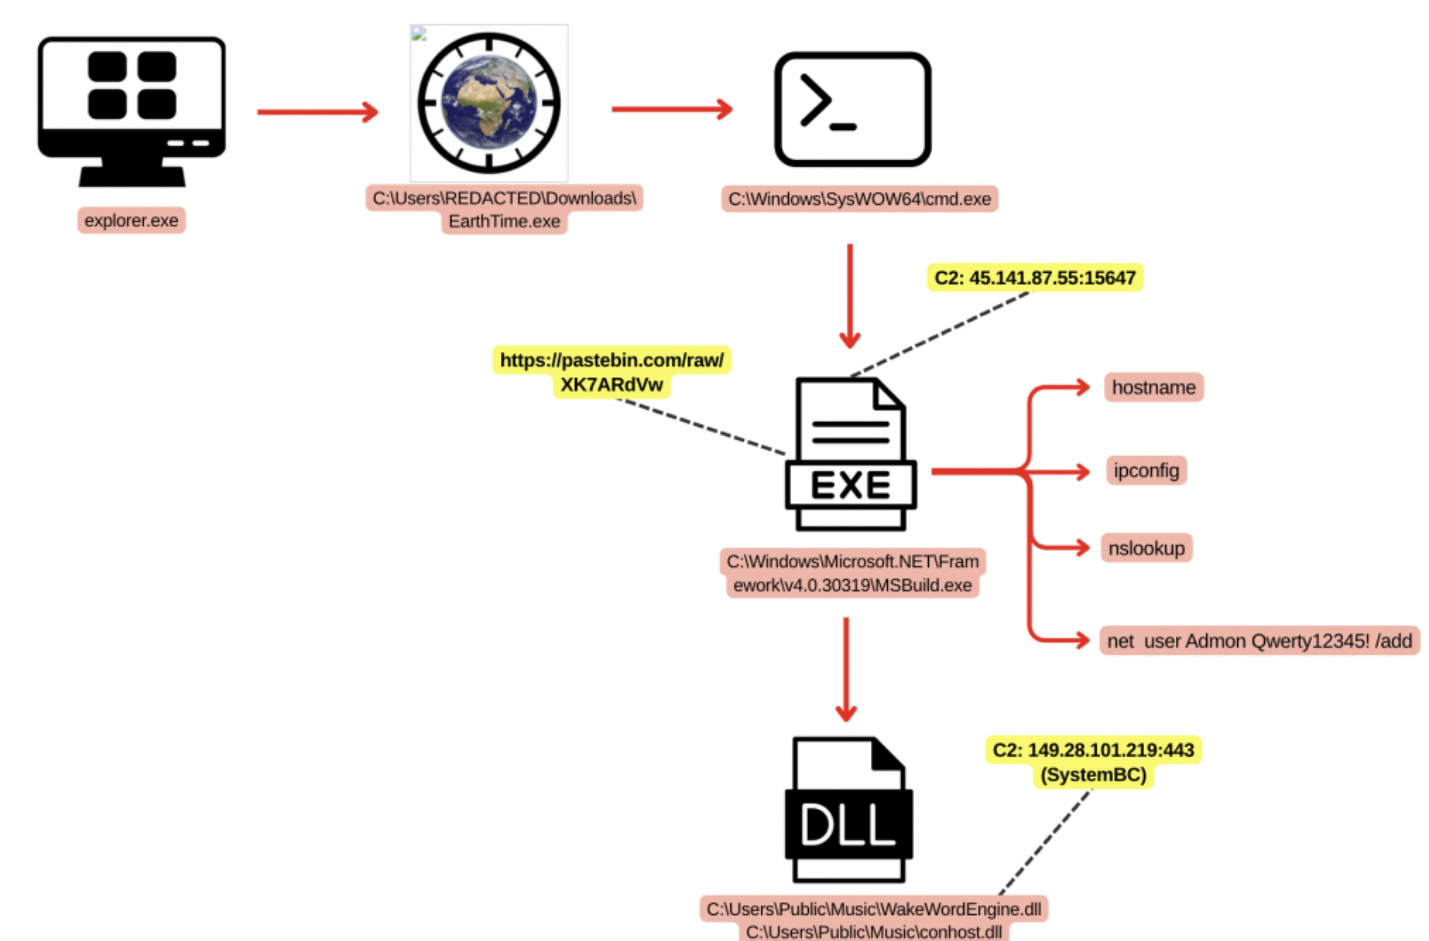 explorer.exe
C:\Users\REDACTED\Downloads\
EarthTime.exe
>_
C:\Windows\SysWOW64\cmd.exe
C2: 45.141.87.55:15647
https://pastebin.com/raw/
XK7ARdVw
EXE
hostname
ipconfig
nslookup
net  user Admon Qwerty12345! /add
C:\Windows\Microsoft.NET\Fram
ework\v4.0.30319\MSBuild.exe
C2: 149.28.101.219:443
(SystemBC)
DLL
C:\Users\Public\Music\WakeWordEngine.dll
C:\Users\Public\Music\conhost.dll